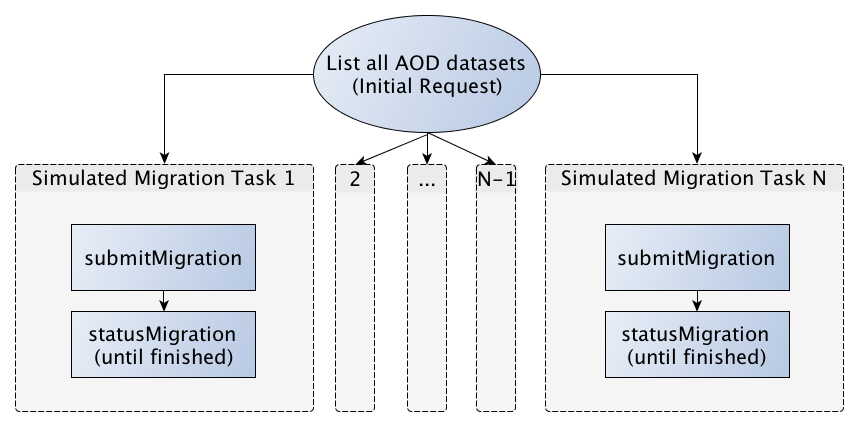 List all AOD datasets
(Initial Request)
Simulated Migration Task 1
2
...
N-1
Simulated Migration Task N
submitMigration
submitMigration
statusMigration
(until finished)
statusMigration
(until finished)